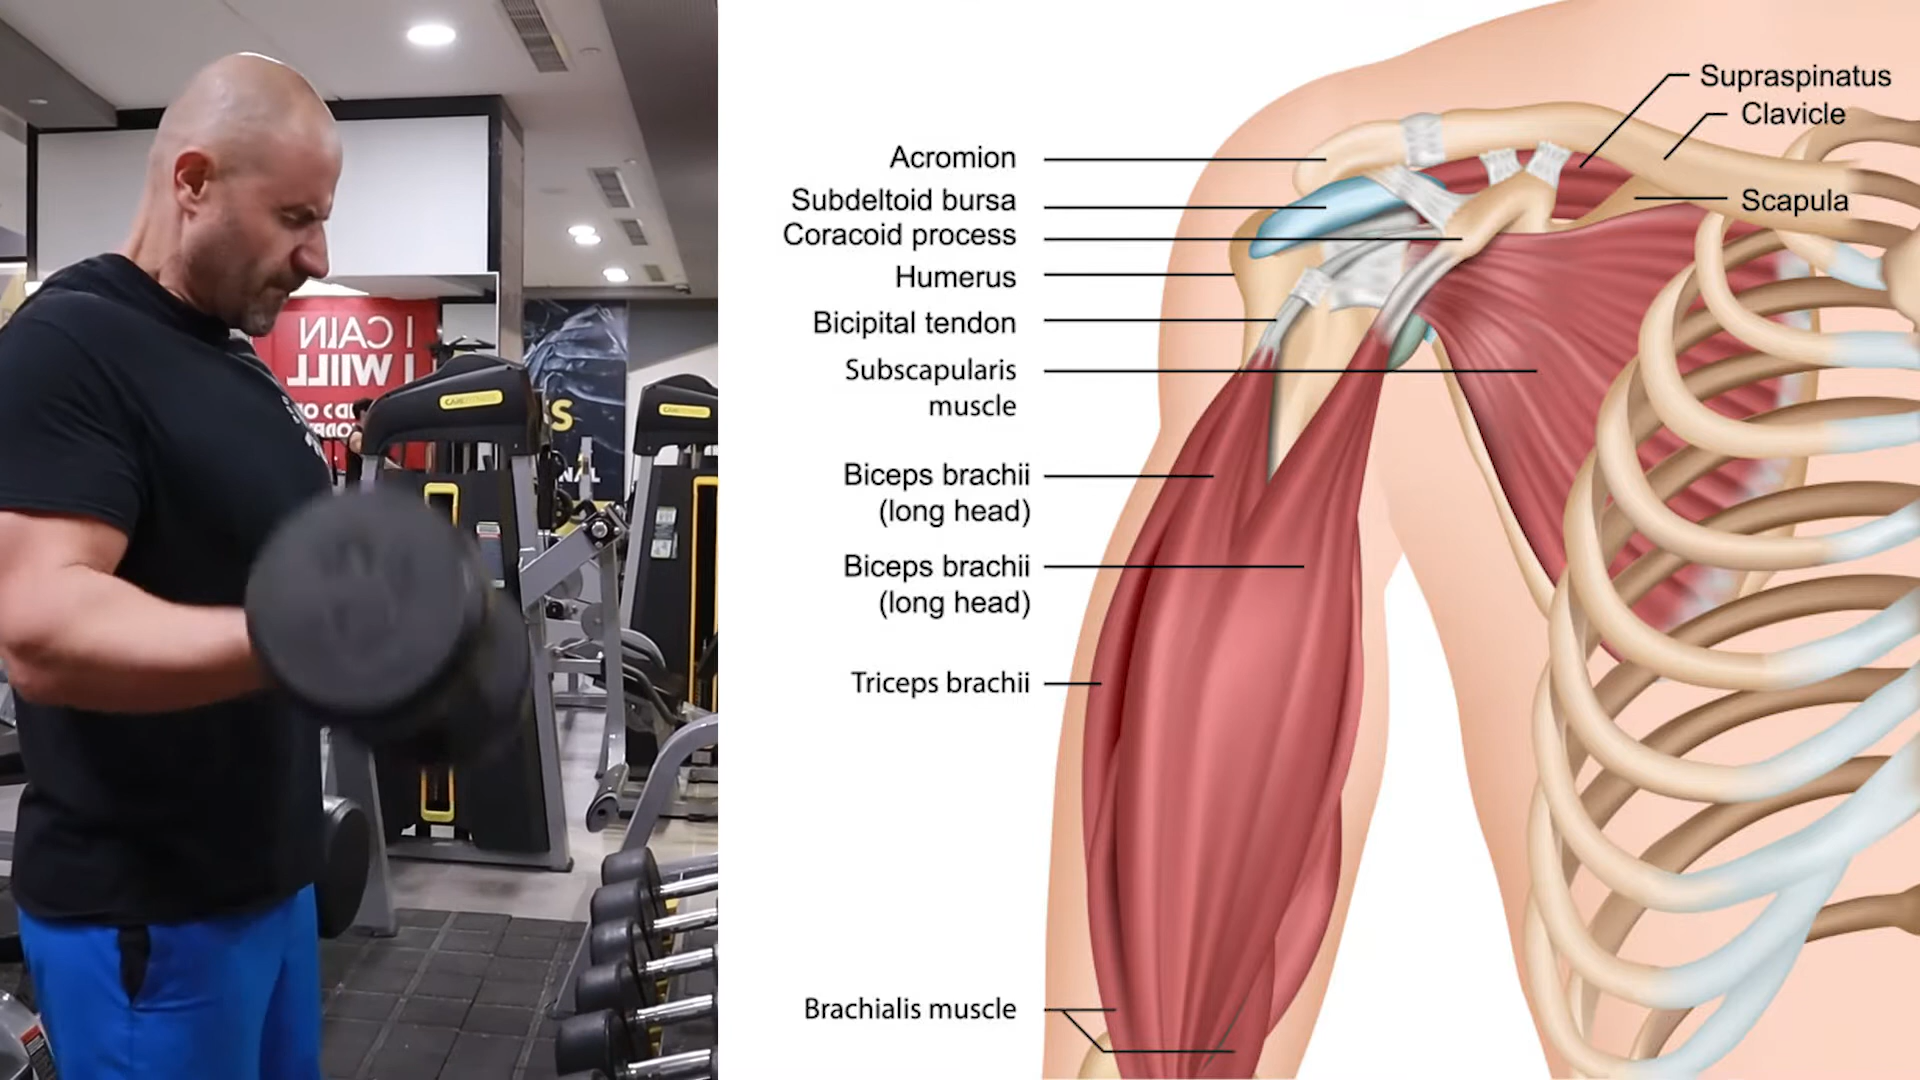 I CAN
I WILL
Acromion
Subdeltoid bursa
Coracoid process
Humerus
Bicipital tendon
Subscapularis
muscle
Biceps brachii
(long head)
Biceps brachii
(long head)
Triceps brachii
Brachialis muscle
Supraspinatus
Clavicle
Scapula